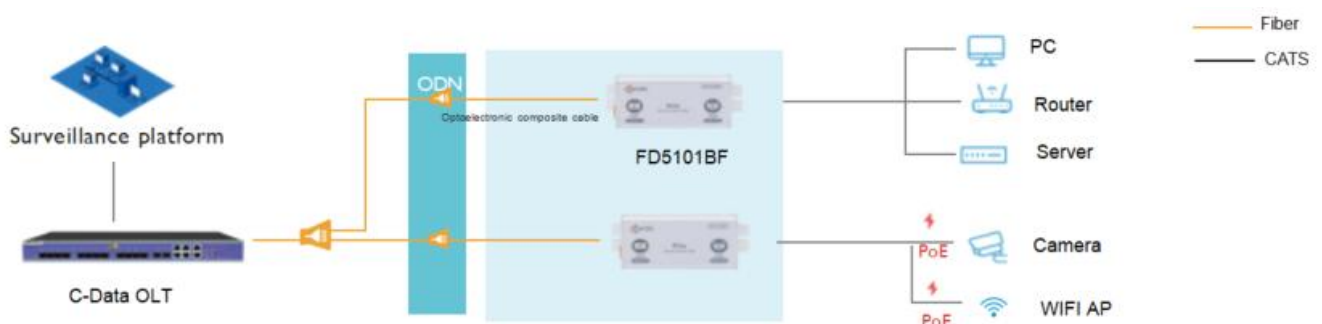 Fiber
CATS
ODN
PC
Optoelectronic composite cable
Router
Surveillance platform
FD5101BF
Server
PoE
Camera
C-Data OLT
PoE
WIFI AP